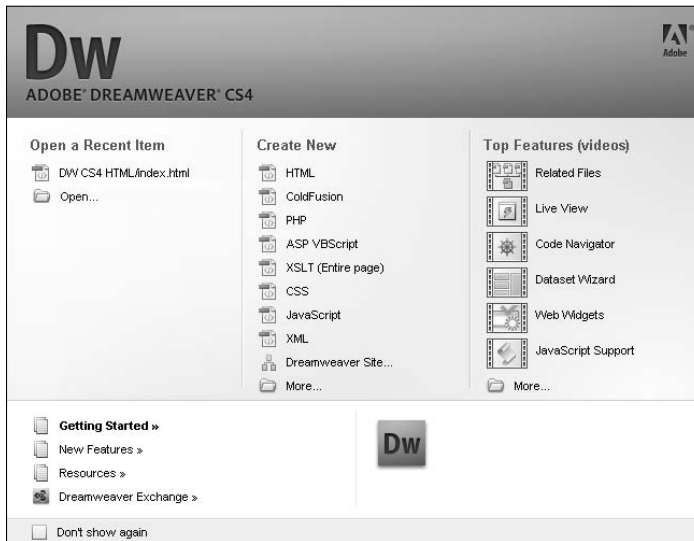 Dw
Adobe
ADOBE® DREAMWEAVER® CS4
Open a Recent Item
DW CS4 HTML/index.html
Open...
Create New
HTML
ColdFusion
PHP
ASP VBScript
XSLT (Entire page)
CSS
JavaScript
XML
Dreamweaver Site...
More...
Top Features (videos)
Related Files
Live View
Code Navigator
Dataset Wizard
Web Widgets
JavaScript Support
More...
Getting Started »
New Features »
Resources »
Dreamweaver Exchange »
Dw
Don't show again